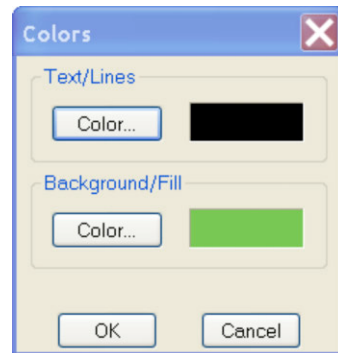 Colors
Text/Lines
Color...
Background/Fill
Color...
OK Cancel